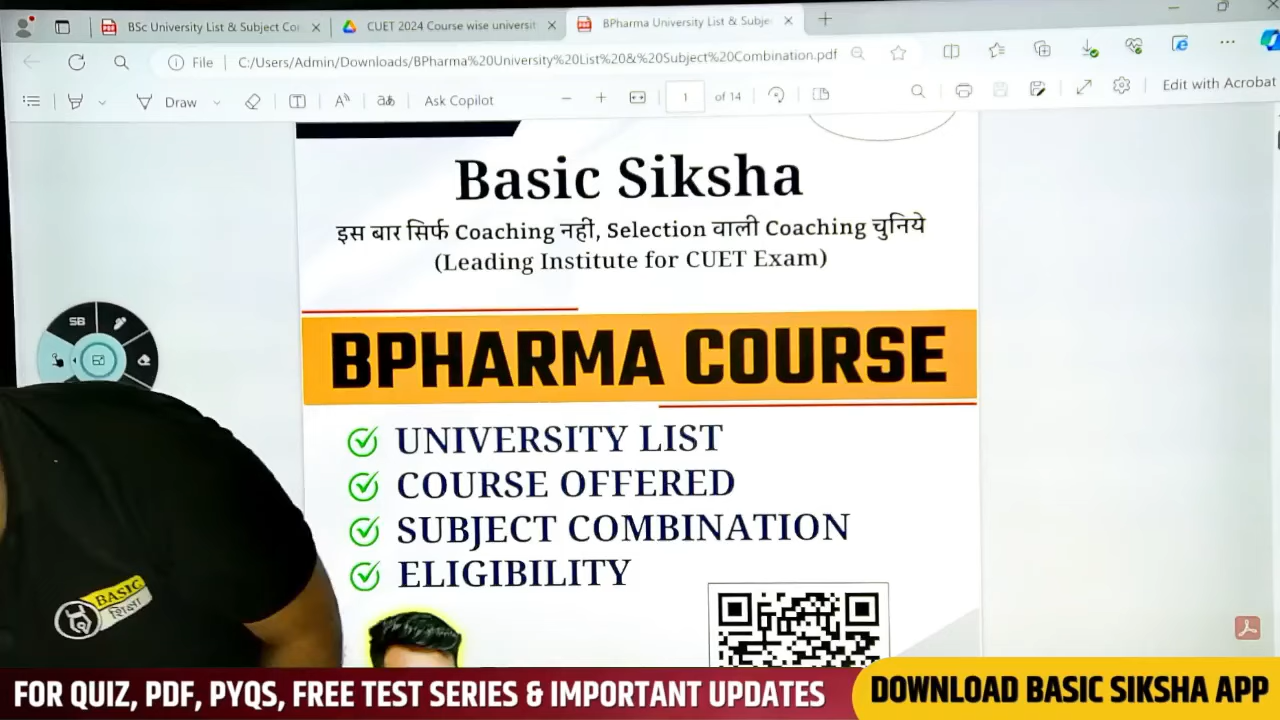 BSc University List & Subject Cor
CUET 2024 Course wise universit
BPharma University List & Subje
File
C:/Users/Admin/Downloads/BPharma%20University%20List%20&%20Subject%20Combination.pdf
Draw
Ask Copilot
1 of 14
Edit with Acrobat
Basic Siksha
इस बार सिर्फ Coaching नहीं, Selection वाली Coaching चुनिये
(Leading Institute for CUET Exam)
BPHARMA COURSE
UNIVERSITY LIST
COURSE OFFERED
SUBJECT COMBINATION
ELIGIBILITY
SB
BASIC
शिक्षा
FOR QUIZ, PDF, PYQS, FREE TEST SERIES & IMPORTANT UPDATES
DOWNLOAD BASIC SIKSHA APP